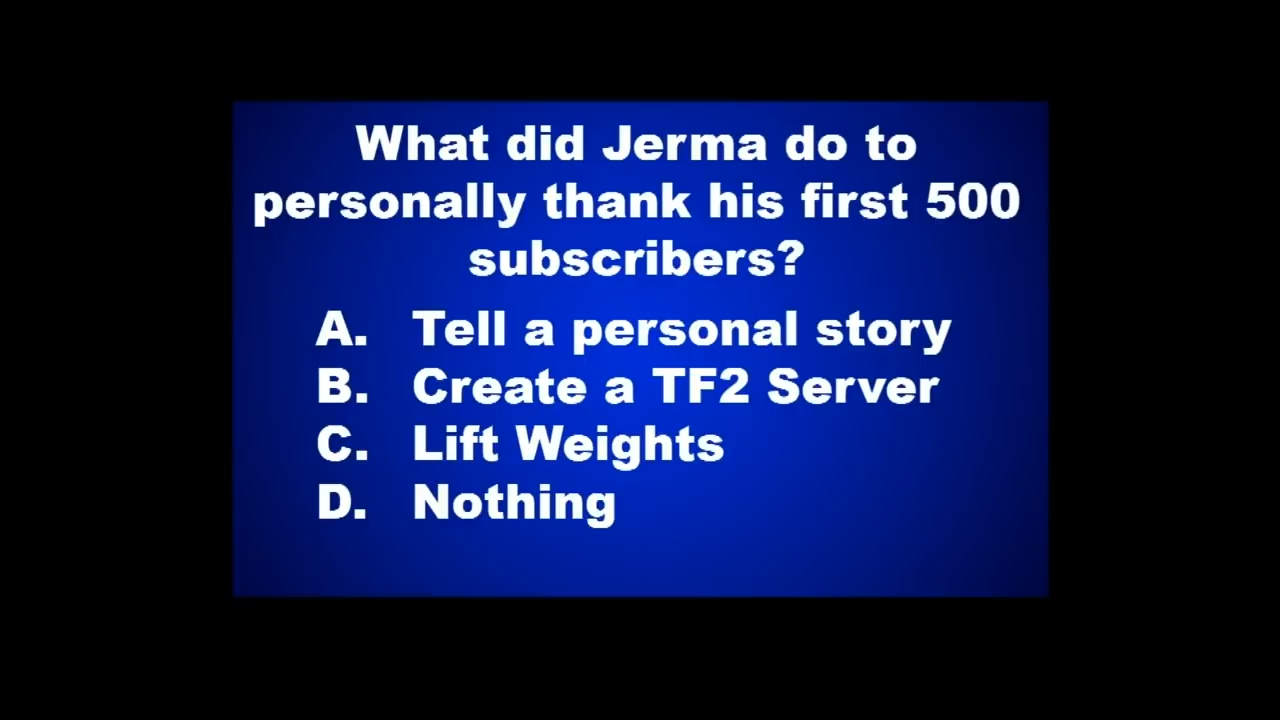 What did Jerma do to
personally thank his first 500
subscribers?
A. Tell a personal story
B. Create a TF2 Server
C. Lift Weights
D. Nothing